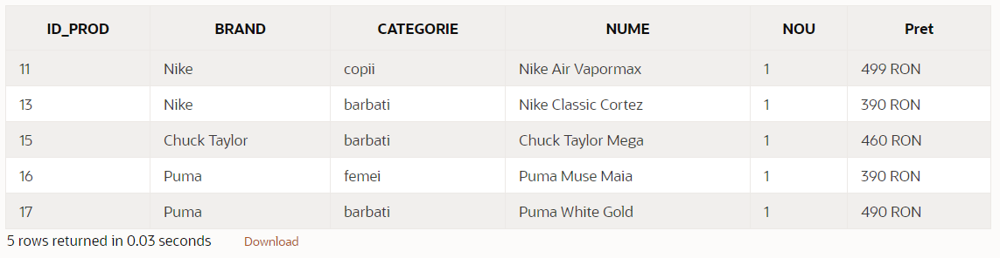 ID_PROD BRAND CATEGORIE NUME NOU Pret
11 Nike copii Nike Air Vapormax 1 499 RON
13 Nike barbati Nike Classic Cortez 1 390 RON
15 Chuck Taylor barbati Chuck Taylor Mega 1 460 RON
16 Puma femei Puma Muse Maia 1 390 RON
17 Puma barbati Puma White Gold 1 490 RON
5 rows returned in 0.03 seconds Download